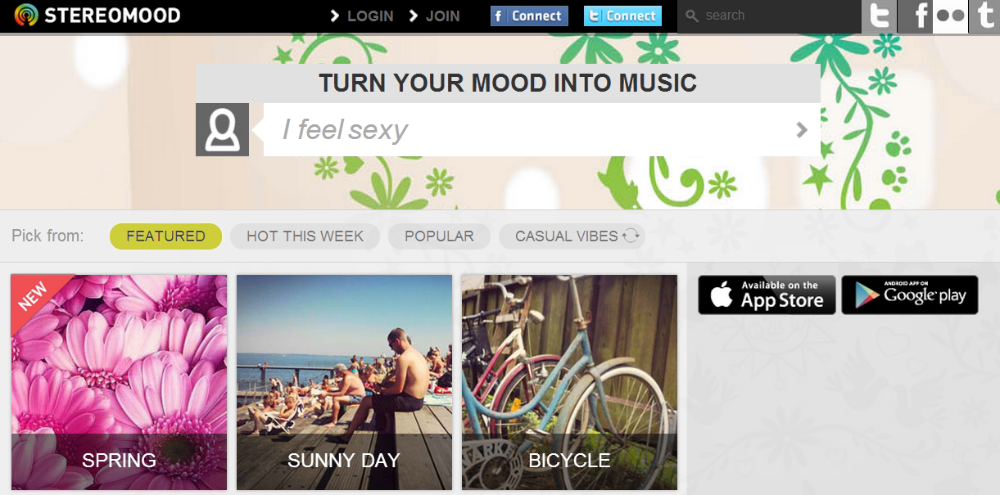 STEREOMOOD
LOGIN
JOIN
f Connect
t Connect
search
t
f
t
TURN YOUR MOOD INTO MUSIC
I feel sexy
Pick from:
FEATURED
HOT THIS WEEK
POPULAR
CASUAL VIBES
NEW
SPRING
SUNNY DAY
BICYCLE
Available on the
App Store
ANDROID APP ON
Google play